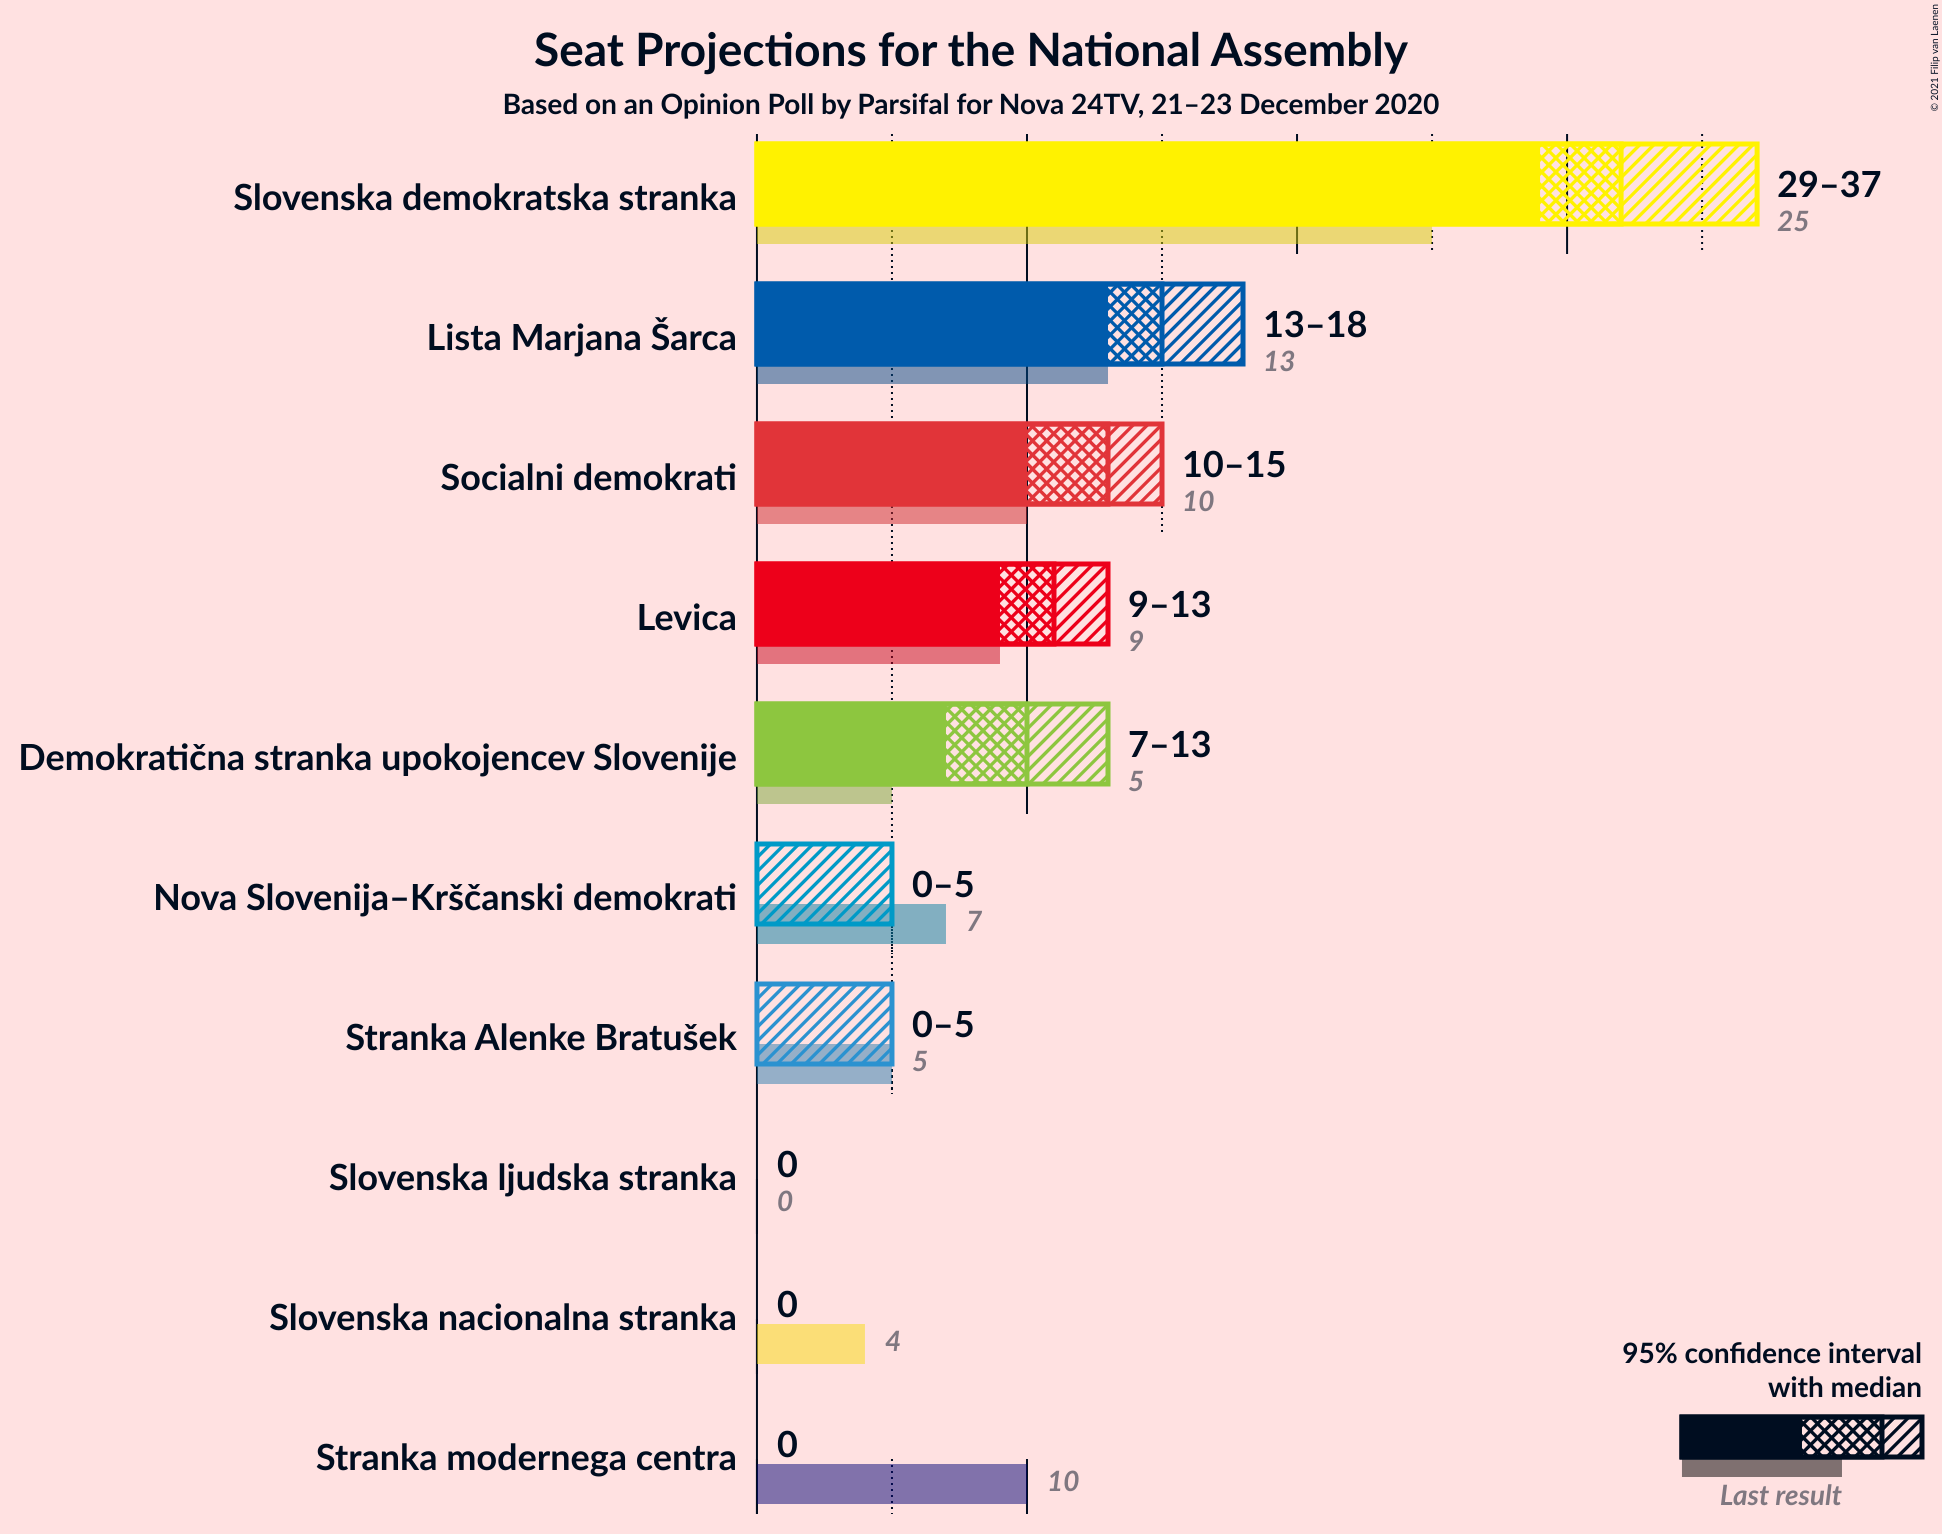 Seat Projections for the National Assembly
Based on an Opinion Poll by Parsifal for Nova 24TV, 21–23 December 2020
© 2021 Filip van Laenen
Slovenska demokratska stranka
29–37
25
Lista Marjana Šarca
13–18
13
Socialni demokrati
10–15
10
Levica
9–13
9
Demokratična stranka upokojencev Slovenije
7–13
5
Nova Slovenija–Krščanski demokrati
0–5
7
Stranka Alenke Bratušek
0–5
5
Slovenska ljudska stranka
0
0
Slovenska nacionalna stranka
0
4
Stranka modernega centra
0
10
95% confidence interval
with median
Last result